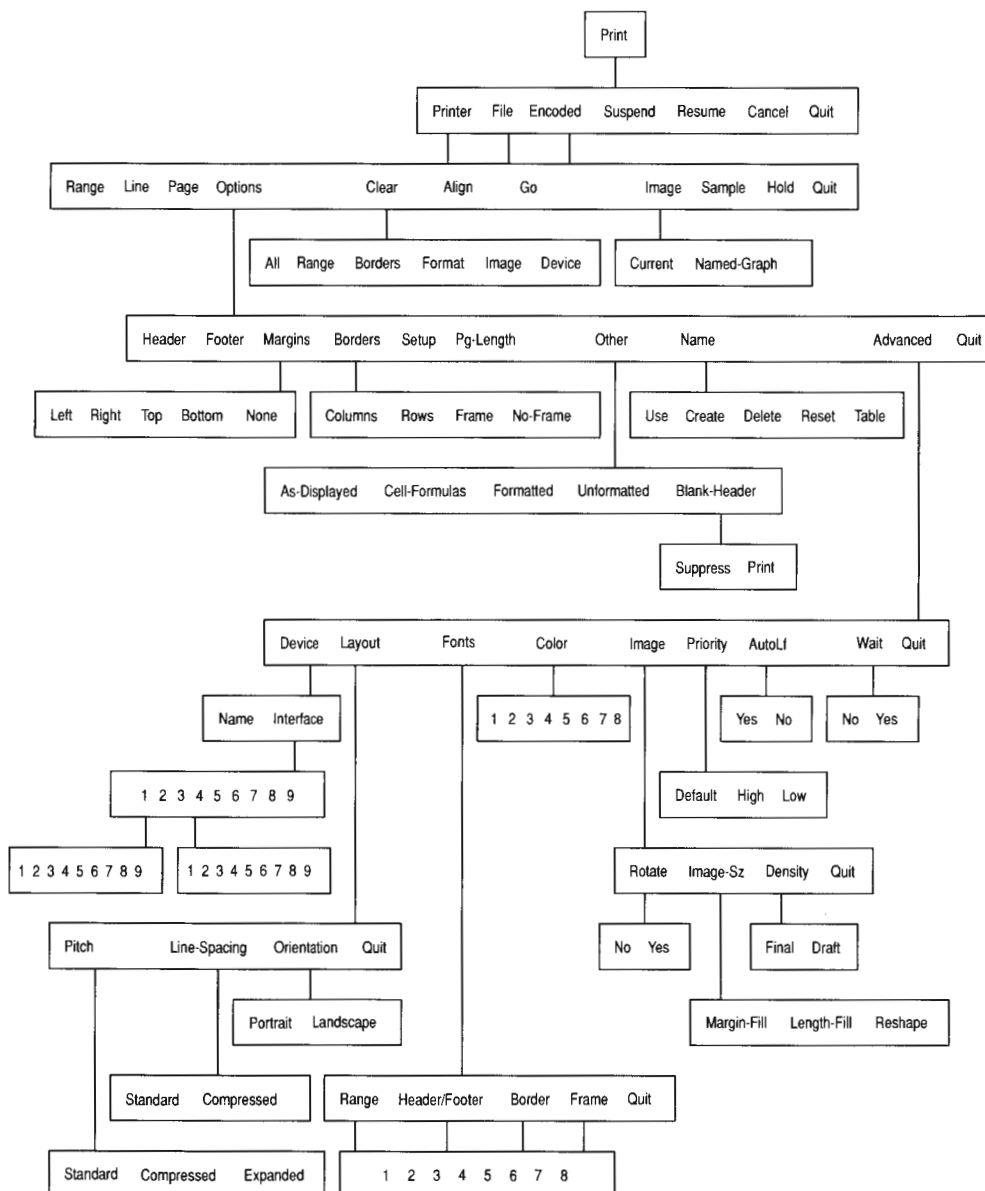 Print
Printer File Encoded Suspend Resume Cancel Quit
Range Line Page Options Clear Align Go Image Sample Hold Quit
All Range Borders Format Image Device
Current Named-Graph
Header Footer Margins Borders Setup Pg-Length Other Name Advanced Quit
Left Right Top Bottom None
Columns Rows Frame No-Frame
Use Create Delete Reset Table
As-Displayed Cell-Formulas Formatted Unformatted Blank-Header
Suppress Print
Device Layout Fonts Color Image Priority AutoLf Wait Quit
Name Interface
1 2 3 4 5 6 7 8
Yes No
No Yes
1 2 3 4 5 6 7 8 9
Default High Low
1 2 3 4 5 6 7 8 9
1 2 3 4 5 6 7 8 9
Rotate Image-Sz Density Quit
Pitch Line-Spacing Orientation Quit
No Yes
Final Draft
Portrait Landscape
Margin-Fill Length-Fill Reshape
Standard Compressed
Range Header/Footer Border Frame Quit
Standard Compressed Expanded
1 2 3 4 5 6 7 8